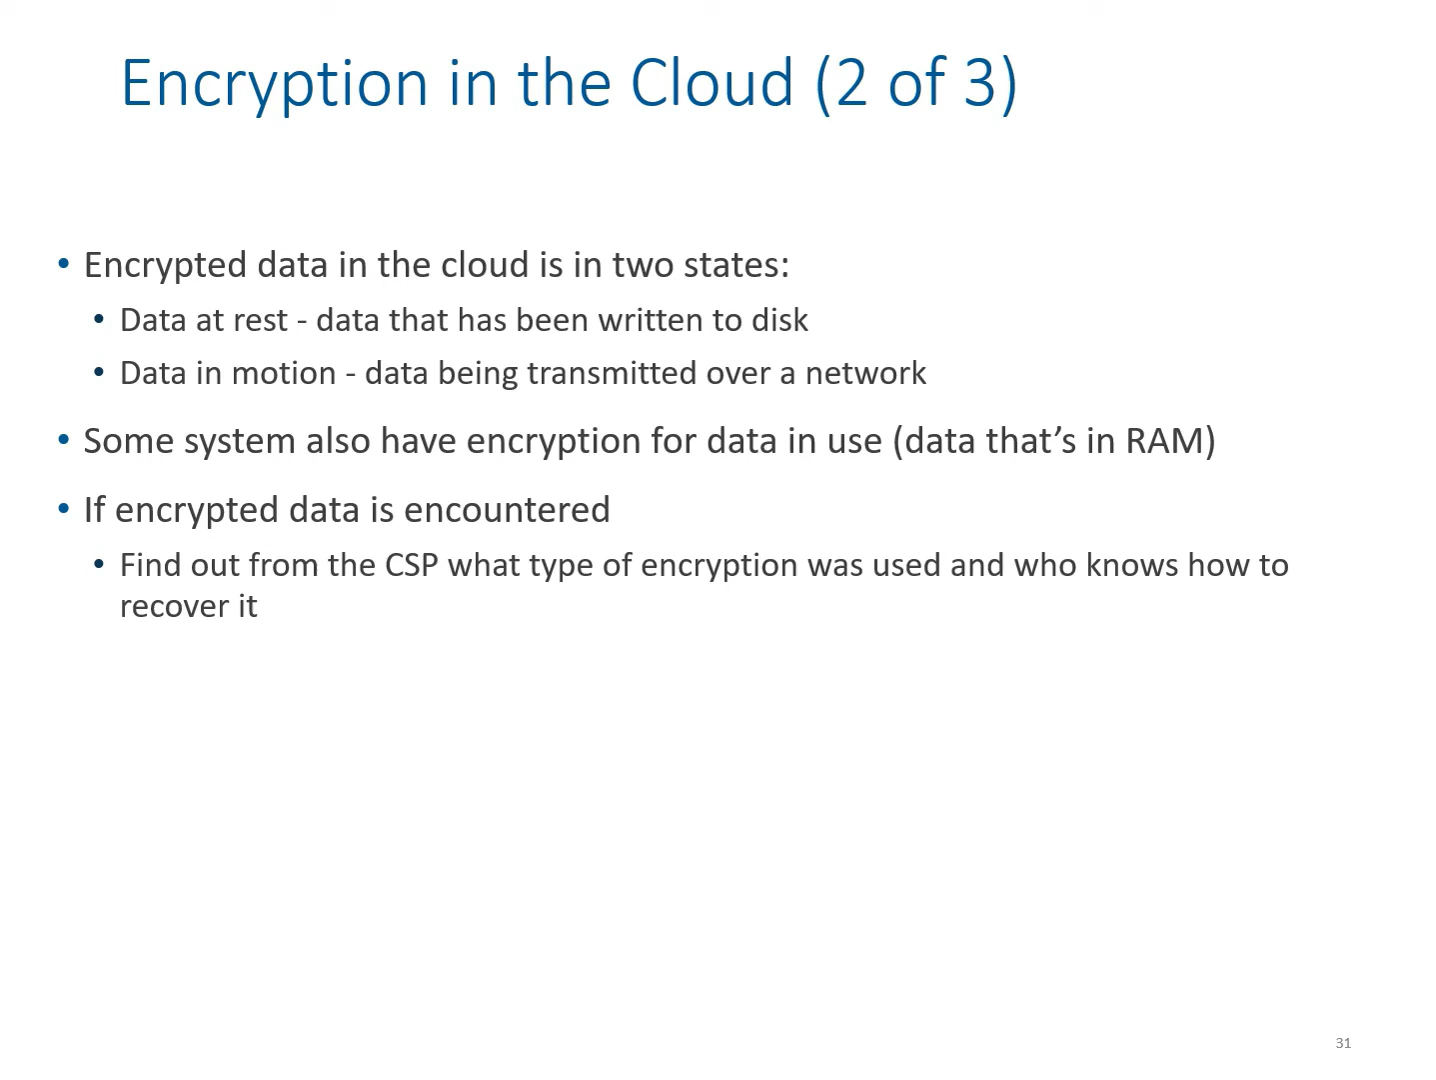 Encryption in the Cloud (2 of 3)
• Encrypted data in the cloud is in two states:
• Data at rest - data that has been written to disk
• Data in motion - data being transmitted over a network
• Some system also have encryption for data in use (data that’s in RAM)
• If encrypted data is encountered
• Find out from the CSP what type of encryption was used and who knows how to
recover it
31